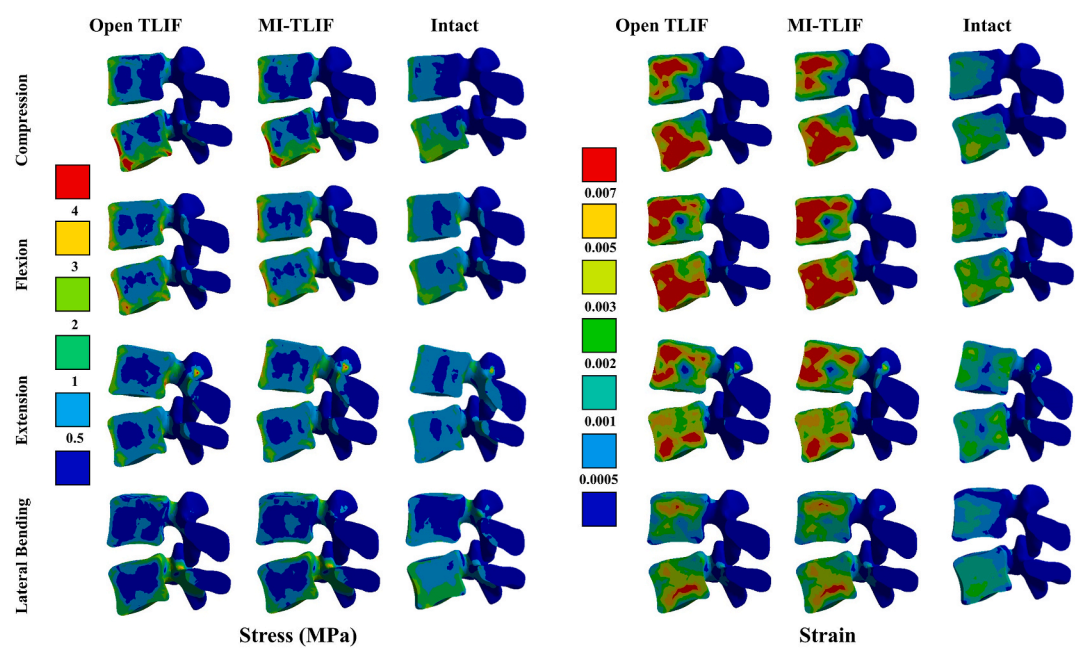 Open TLIF MI-TLIF Intact Open TLIF MI-TLIF Intact
Compression
Flexion
Extension
Lateral Bending
4
3
2
1
0.5
0.007
0.005
0.003
0.002
0.001
0.0005
Stress (MPa) Strain